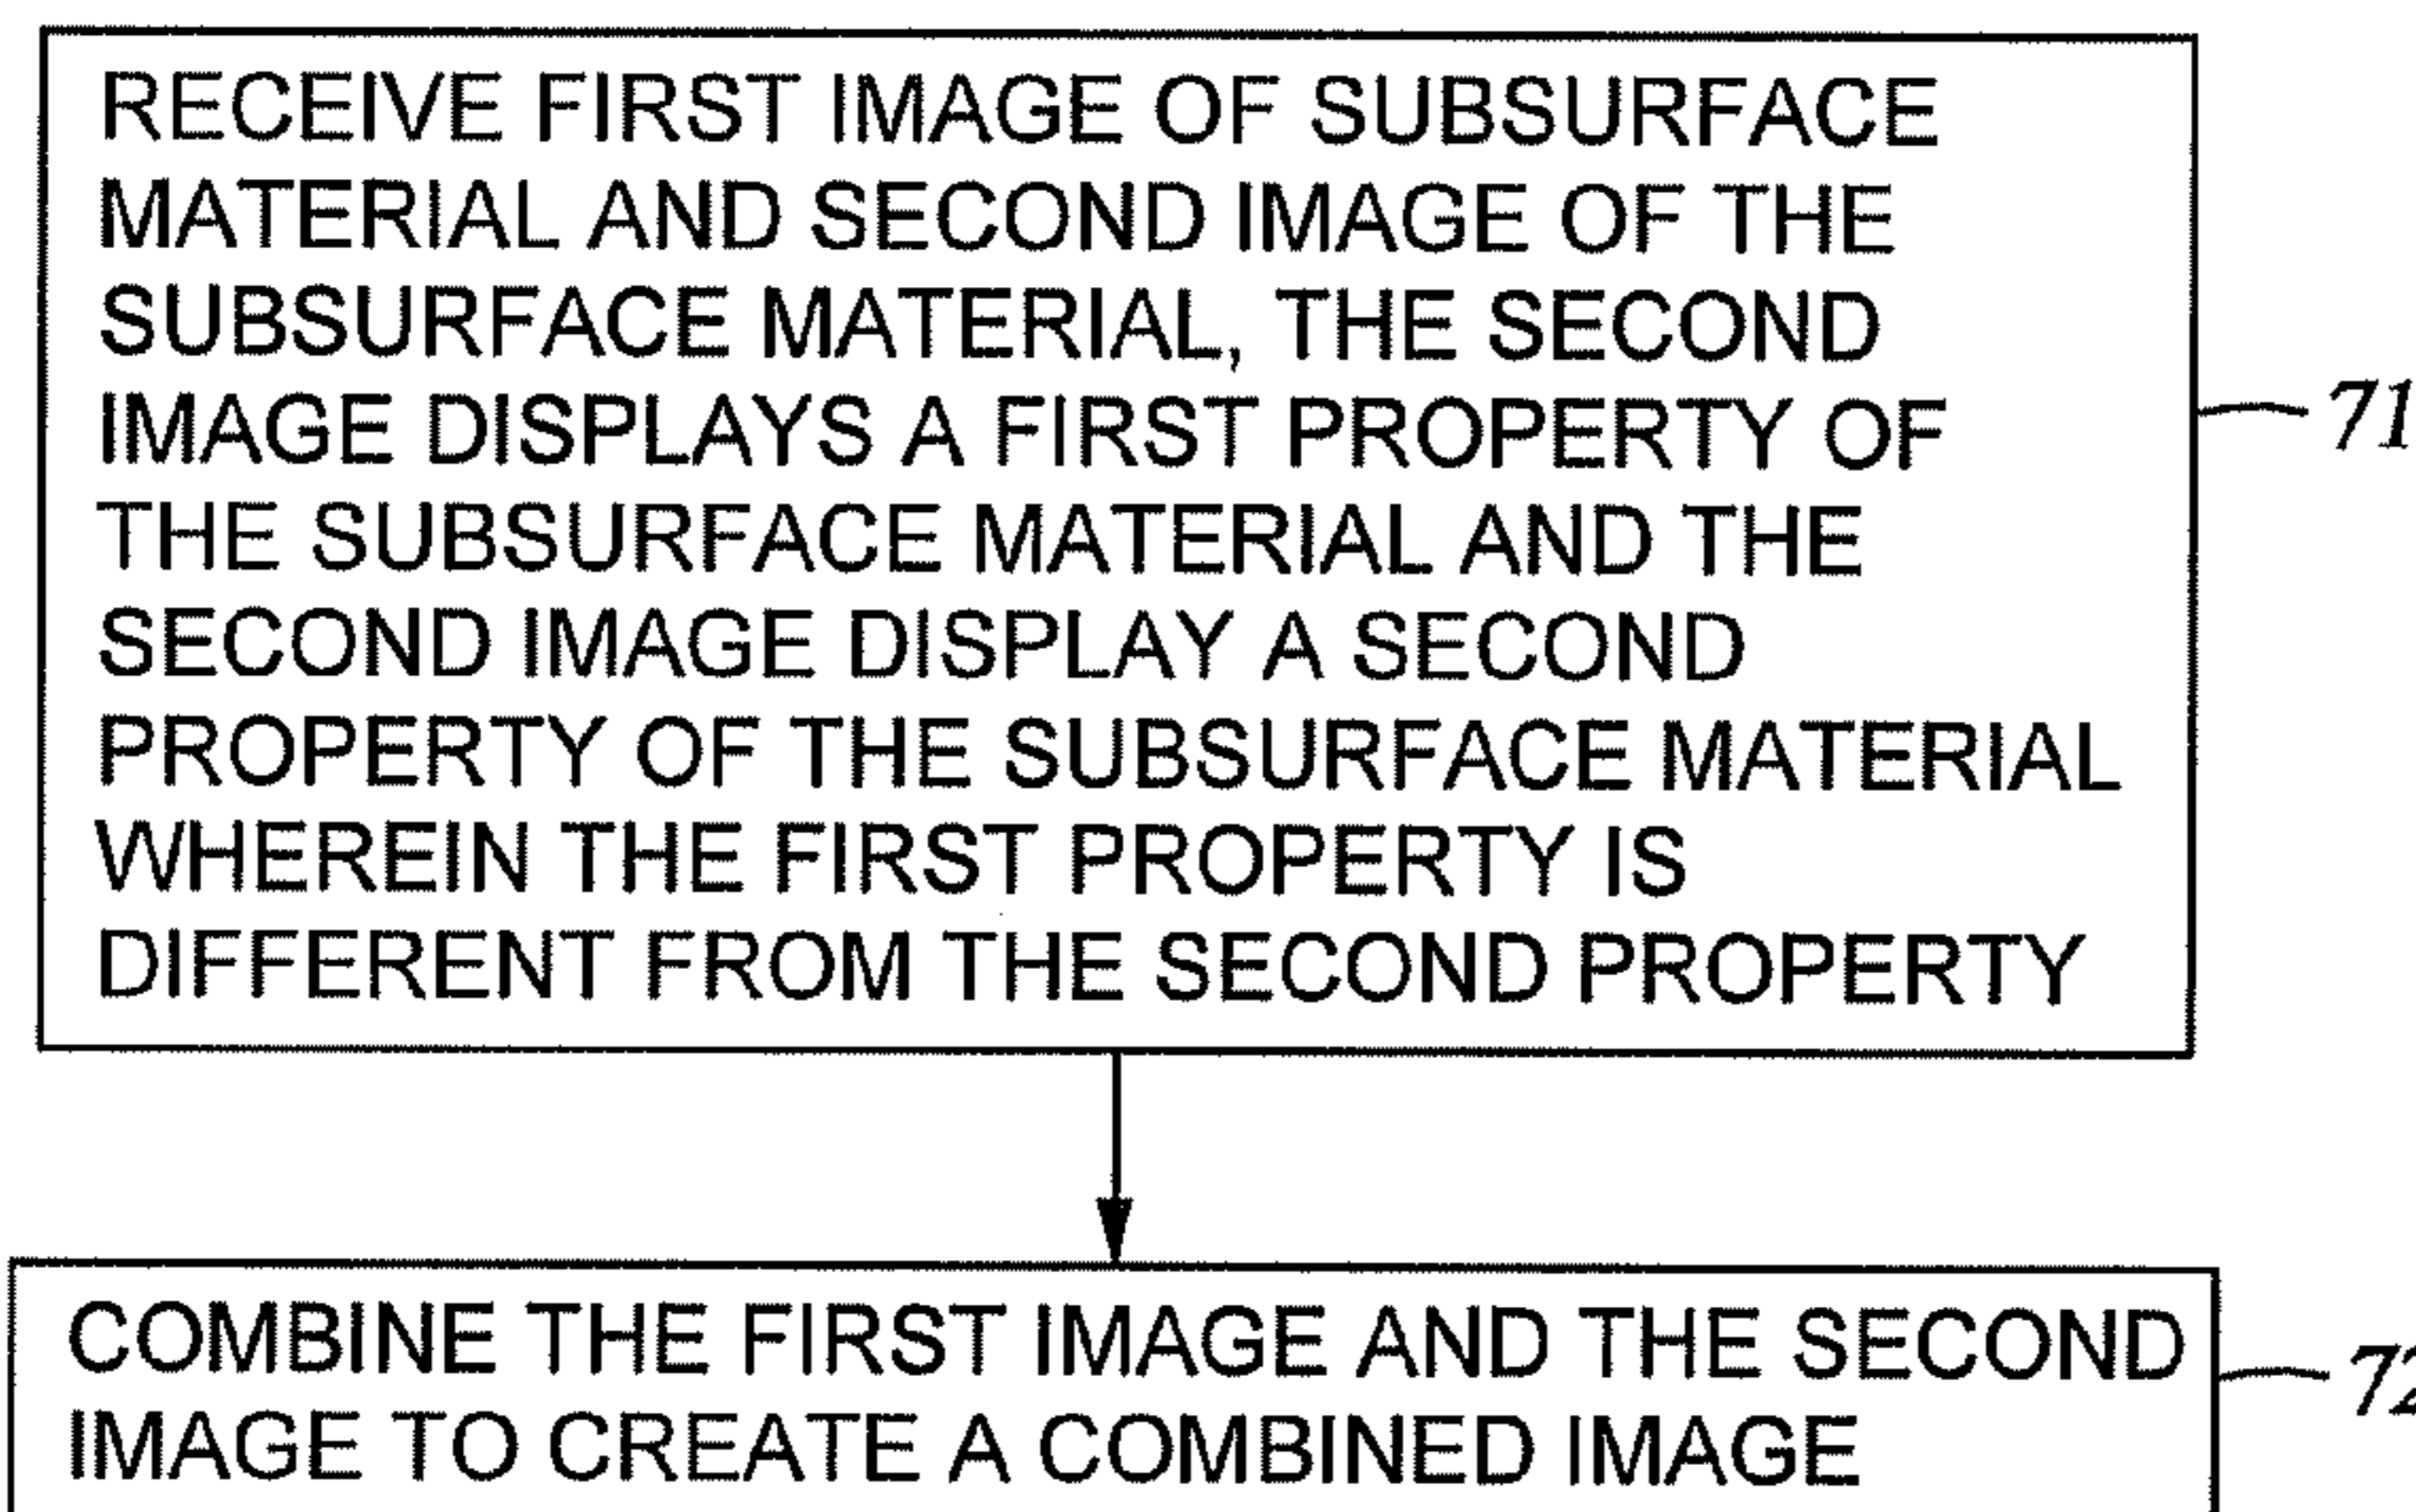 RECEIVE FIRST IMAGE OF SUBSURFACE
MATERIAL AND SECOND IMAGE OF THE
SUBSURFACE MATERIAL, THE SECOND
IMAGE DISPLAYS A FIRST PROPERTY OF
THE SUBSURFACE MATERIAL AND THE
SECOND IMAGE DISPLAY A SECOND
PROPERTY OF THE SUBSURFACE MATERIAL
WHEREIN THE FIRST PROPERTY IS
DIFFERENT FROM THE SECOND PROPERTY
71
COMBINE THE FIRST IMAGE AND THE SECOND
IMAGE TO CREATE A COMBINED IMAGE
72